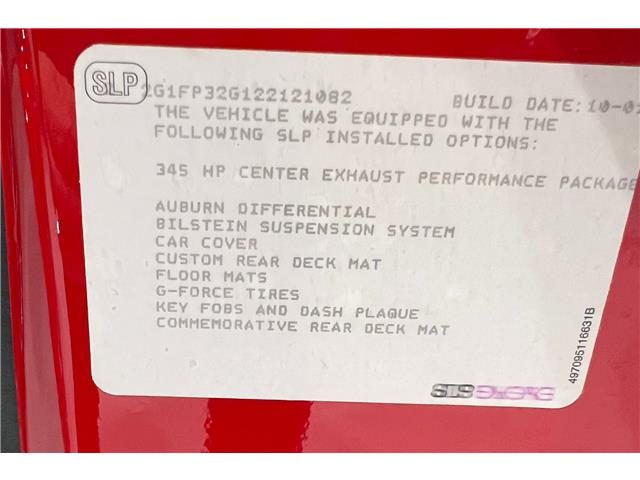 SLP
2G1FP32G122121082 BUILD DATE: 10-01
THE VEHICLE WAS EQUIPPED WITH THE
FOLLOWING SLP INSTALLED OPTIONS:
345 HP CENTER EXHAUST PERFORMANCE PACKAGE
AUBURN DIFFERENTIAL
BILSTEIN SUSPENSION SYSTEM
CAR COVER
CUSTOM REAR DECK MAT
FLOOR MATS
G-FORCE TIRES
KEY FOBS AND DASH PLAQUE
COMMEMORATIVE REAR DECK MAT
497095116631B